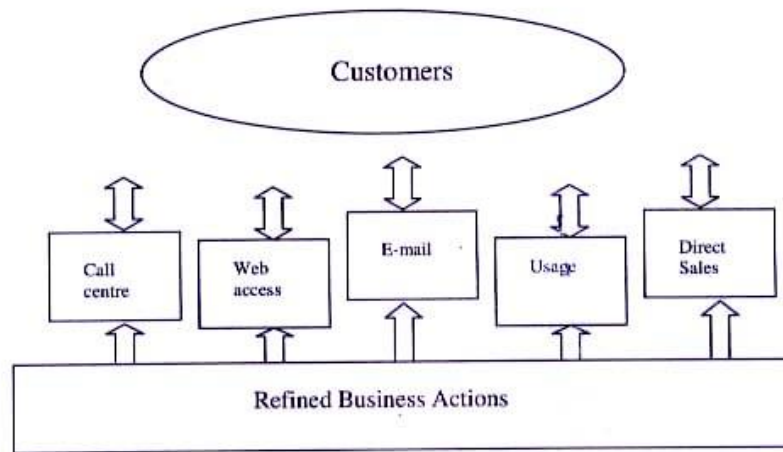 Customers
Call
centre
Web
access
E-mail
Usage
Direct
Sales
Refined Business Actions